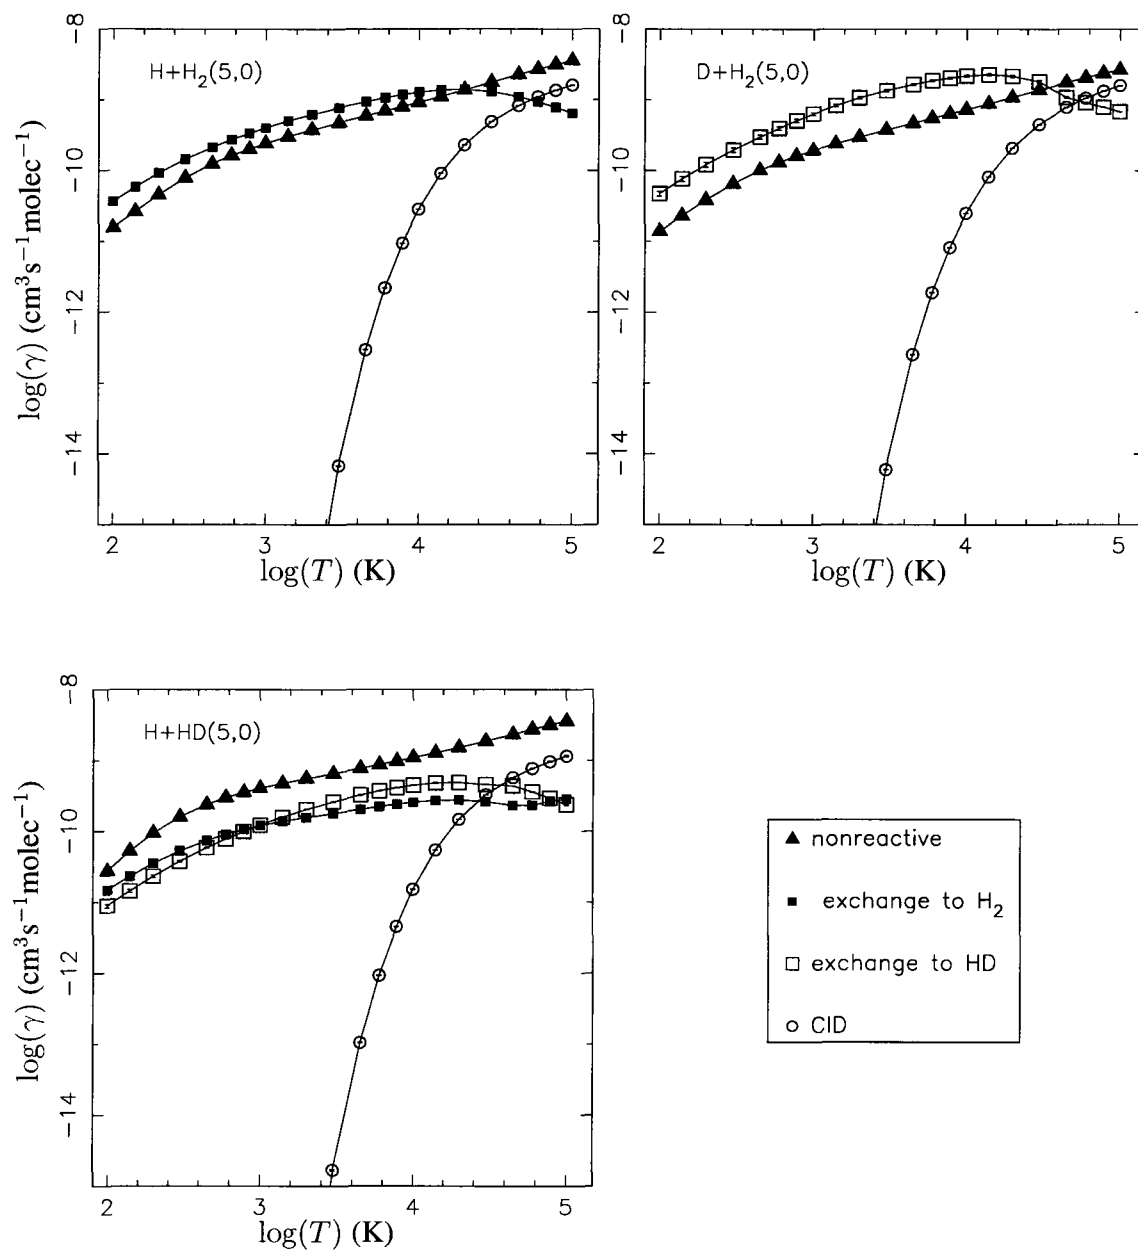 H+H₂(5,0)
log(γ) (cm³s⁻¹molec⁻¹)
−8
−10
−12
−14
2 3 4 5
log(T) (K)
D+H₂(5,0)
−8
−10
−12
−14
2 3 4 5
log(T) (K)
H+HD(5,0)
log(γ) (cm³s⁻¹molec⁻¹)
−8
−10
−12
−14
2 3 4 5
log(T) (K)
nonreactive
exchange to H₂
exchange to HD
CID